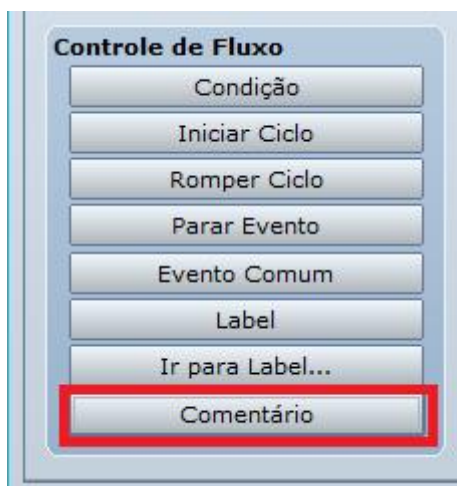 Controle de Fluxo
Condição
Iniciar Ciclo
Romper Ciclo
Parar Evento
Evento Comum
Label
Ir para Label...
Comentário